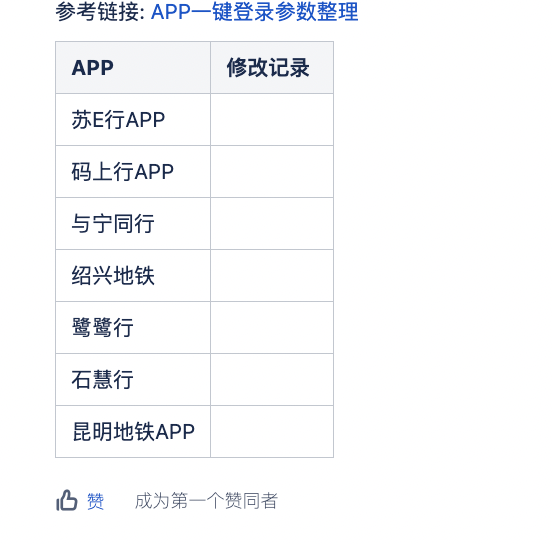 参考链接: APP一键登录参数整理
APP 修改记录
苏E行APP
码上行APP
与宁同行
绍兴地铁
鹭鹭行
石慧行
昆明地铁APP
赞 成为第一个赞同者